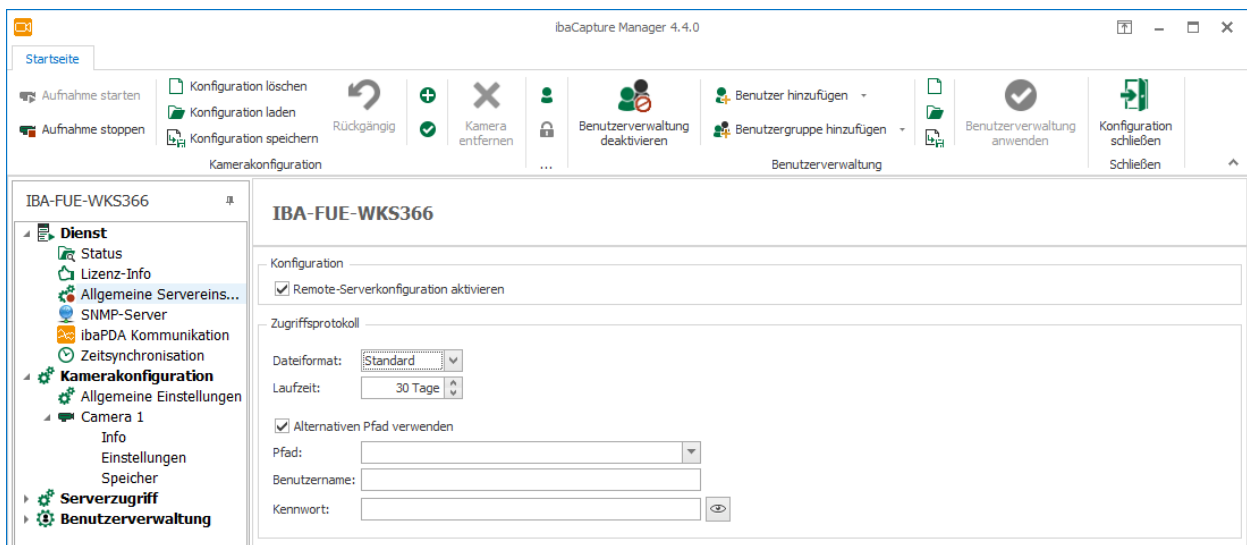 ibaCapture Manager 4.4.0
Startseite
Aufnahme starten
Aufnahme stoppen
Konfiguration löschen
Konfiguration laden
Konfiguration speichern
Rückgängig
Kamera
entfernen
Kamerakonfiguration
...
Benutzerverwaltung
deaktivieren
Benutzer hinzufügen
Benutzergruppe hinzufügen
Benutzerverwaltung
anwenden
Benutzerverwaltung
Konfiguration
schließen
Schließen
IBA-FUE-WKS366
Dienst
Status
Lizenz-Info
Allgemeine Servereins...
SNMP-Server
ibaPDA Kommunikation
Zeitsynchronisation
Kamerakonfiguration
Allgemeine Einstellungen
Camera 1
Info
Einstellungen
Speicher
Serverzugriff
Benutzerverwaltung
IBA-FUE-WKS366
Konfiguration
Remote-Serverkonfiguration aktivieren
Zugriffsprotokoll
Dateiformat: Standard
Laufzeit: 30 Tage
Alternativen Pfad verwenden
Pfad:
Benutzername:
Kennwort: